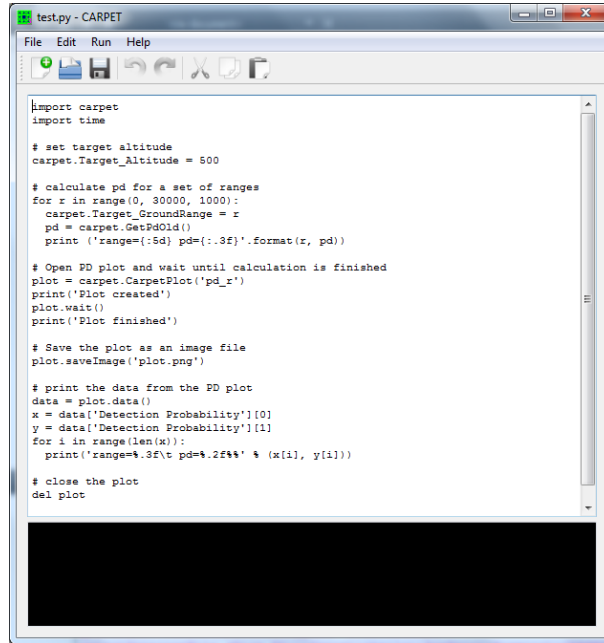 test.py - CARPET
File Edit Run Help
import carpet
import time
# set target altitude
carpet.Target_Altitude = 500
# calculate pd for a set of ranges
for r in range(0, 30000, 1000):
  carpet.Target_GroundRange = r
  pd = carpet.GetPdOld()
  print ('range={:5d} pd={:.3f}'.format(r, pd))
# Open PD plot and wait until calculation is finished
plot = carpet.CarpetPlot('pd_r')
print('Plot created')
plot.wait()
print('Plot finished')
# Save the plot as an image file
plot.saveImage('plot.png')
# print the data from the PD plot
data = plot.data()
x = data['Detection Probability'][0]
y = data['Detection Probability'][1]
for i in range(len(x)):
  print('range=%.3f\t pd=%.2f%%' % (x[i], y[i]))
# close the plot
del plot